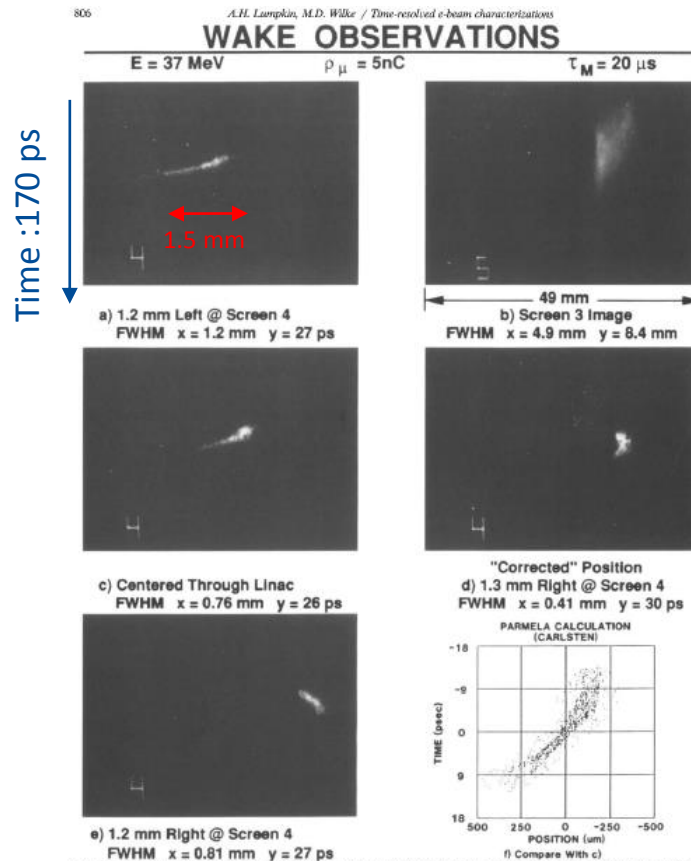 806
A.H. Lumpkin, M.D. Wilke / Time-resolved e-beam characterizations
WAKE OBSERVATIONS
E = 37 MeV ρμ = 5nC τM = 20 μs
Time :170 ps
1.5 mm
4
5
49 mm
a) 1.2 mm Left @ Screen 4
FWHM x = 1.2 mm y = 27 ps
b) Screen 3 Image
FWHM x = 4.9 mm y = 8.4 mm
4
4
c) Centered Through Linac
FWHM x = 0.76 mm y = 26 ps
"Corrected" Position
d) 1.3 mm Right @ Screen 4
FWHM x = 0.41 mm y = 30 ps
4
e) 1.2 mm Right @ Screen 4
FWHM x = 0.81 mm y = 27 ps
PARMELA CALCULATION
(CARLSTEN)
-18
-9
0
9
18
TIME (psec)
500 250 0 -250 -500
POSITION (um)
f) Compare With c)